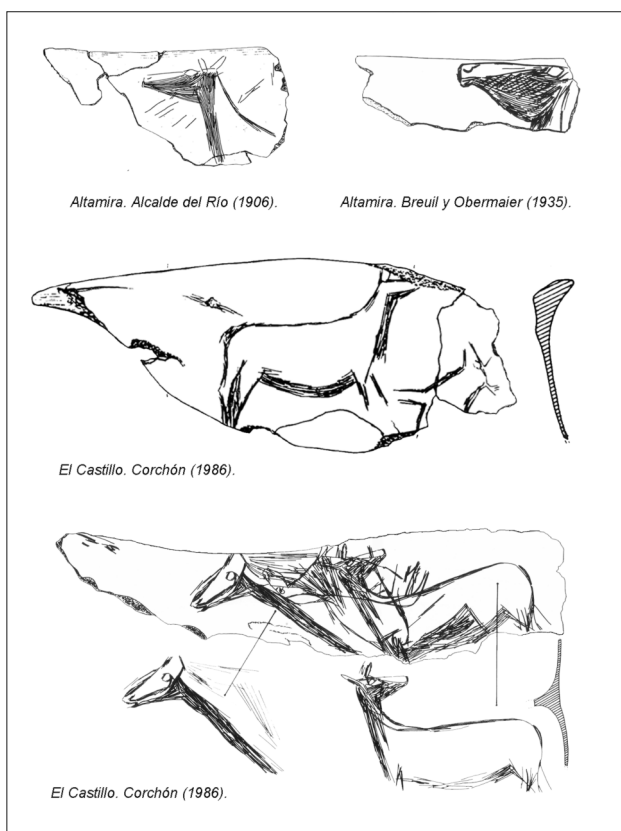 Altamira. Alcalde del Río (1906).
Altamira. Breuil y Obermaier (1935).
El Castillo. Corchón (1986).
El Castillo. Corchón (1986).